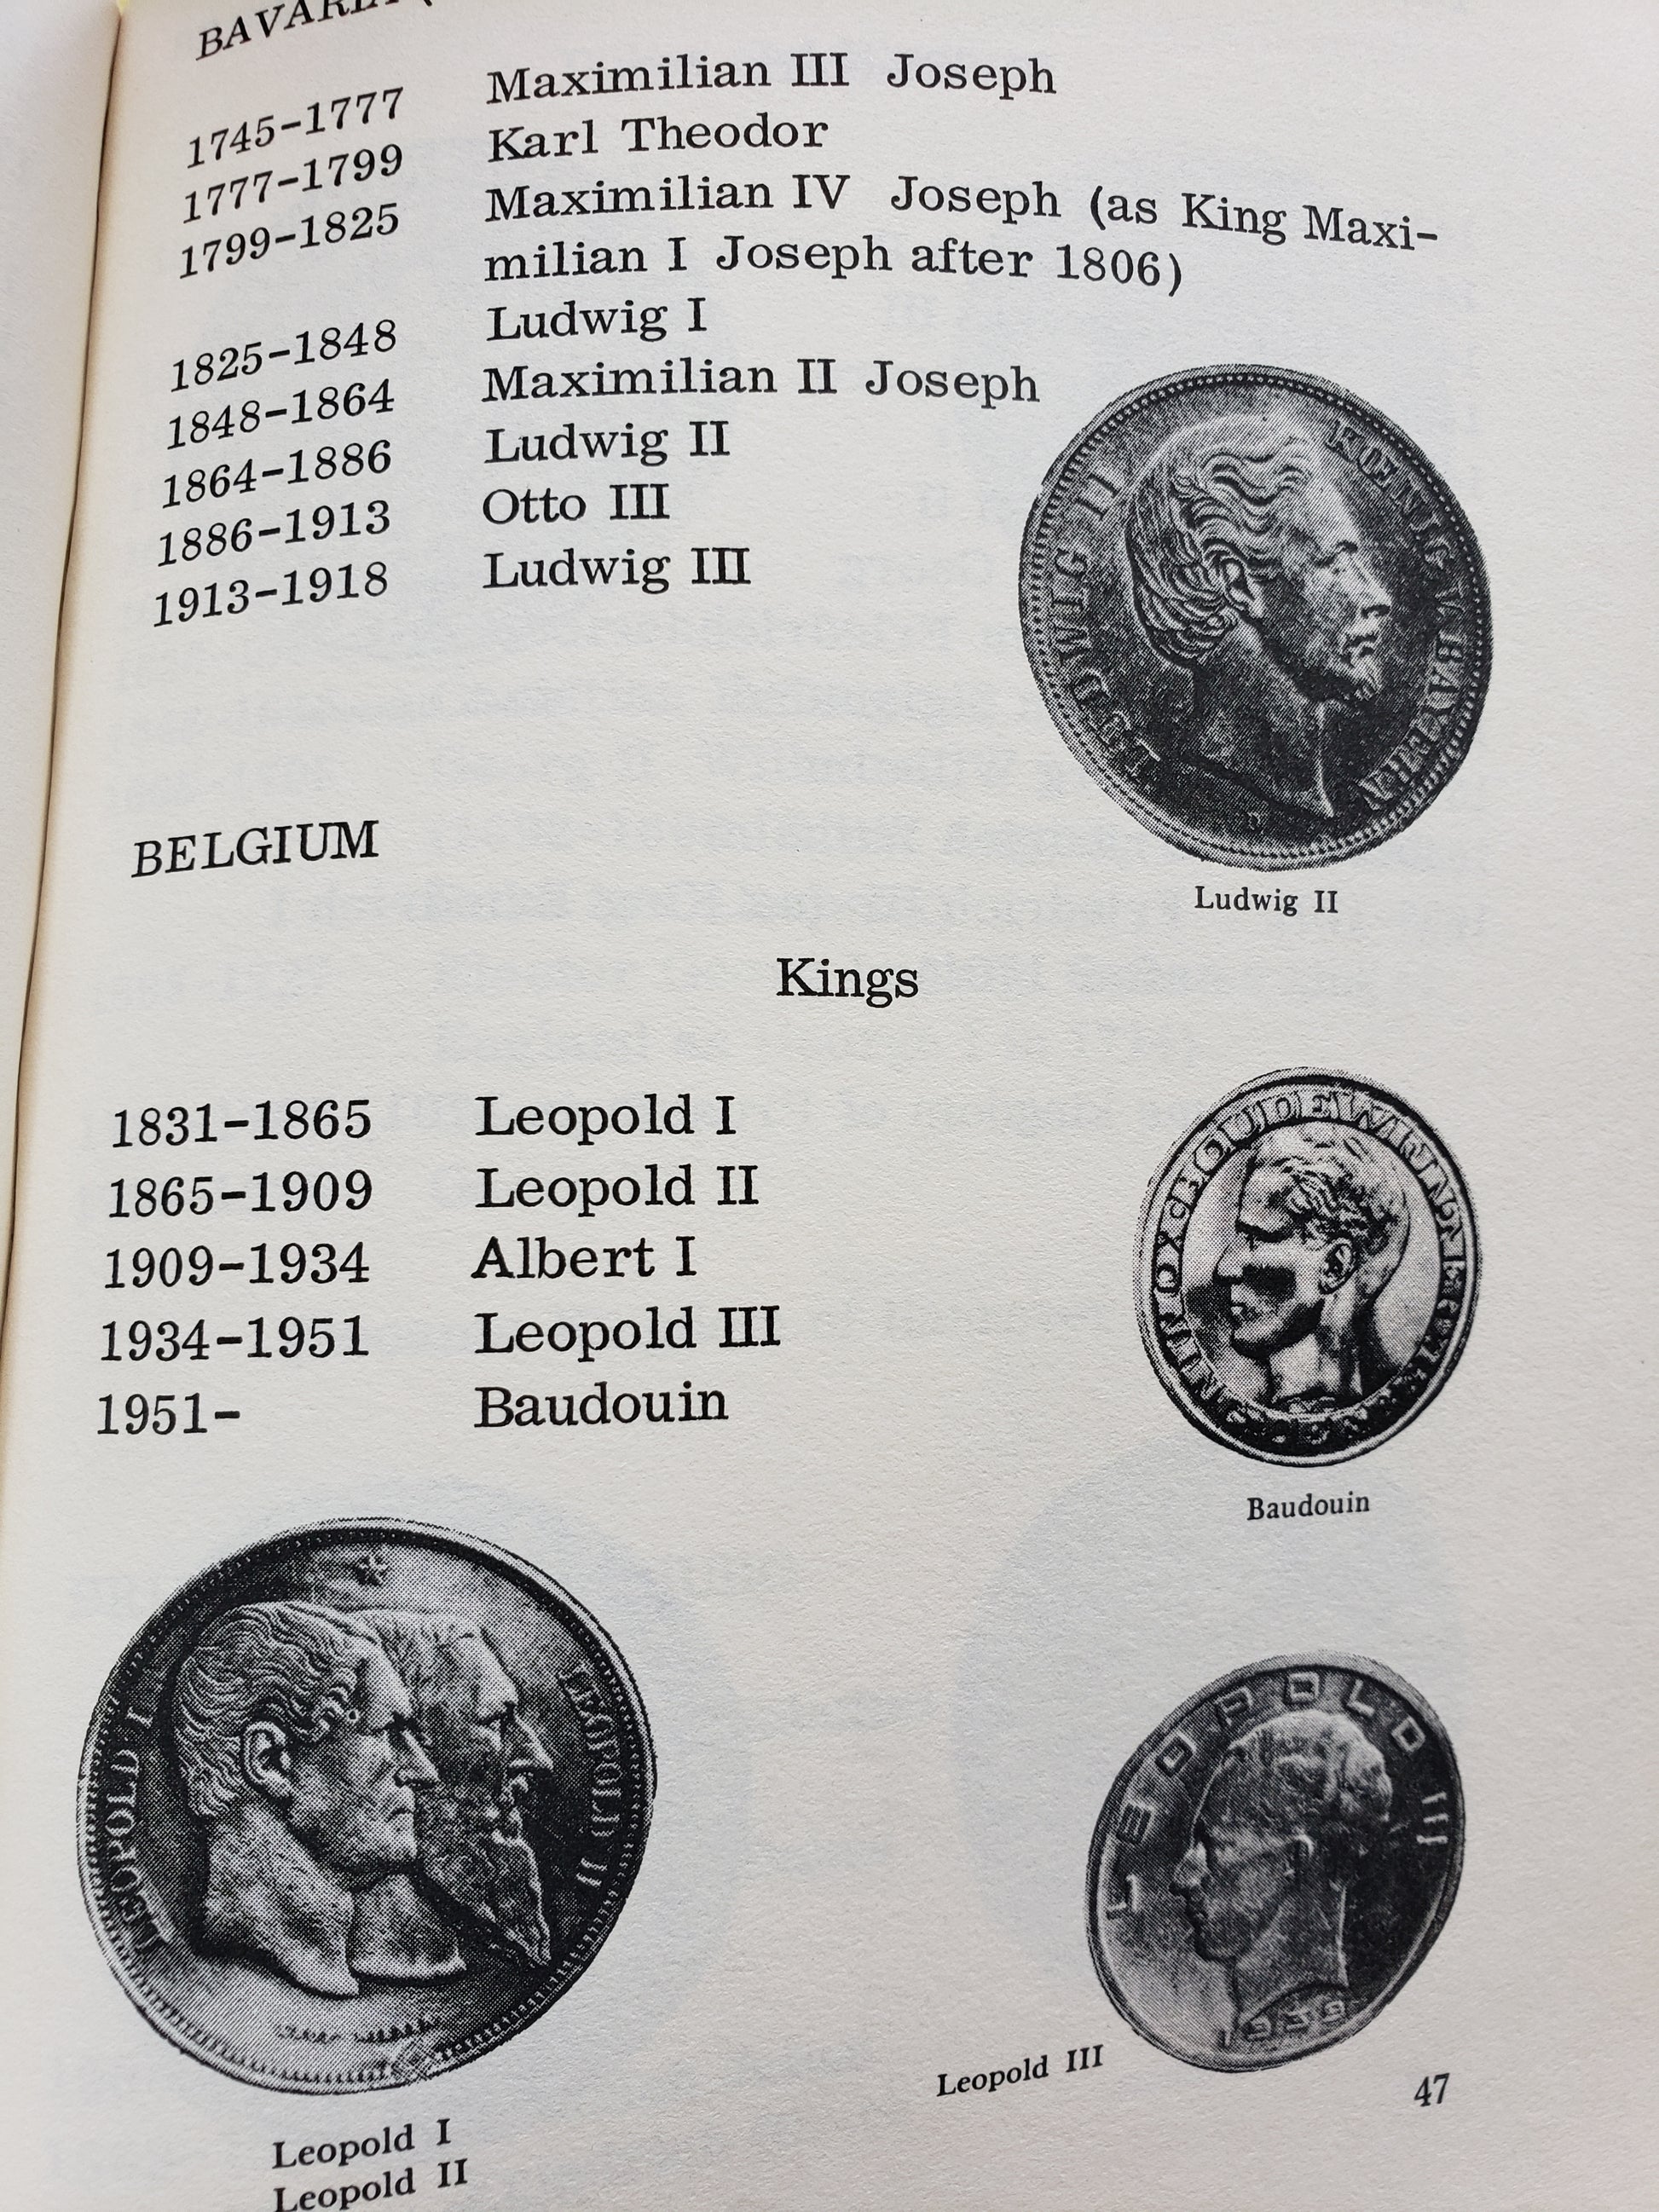 BAVARIA (
1745-1777 Maximilian III Joseph
1777-1799 Karl Theodor
1799-1825 Maximilian IV Joseph (as King Maxi-
milian I Joseph after 1806)
1825-1848 Ludwig I
1848-1864 Maximilian II Joseph
1864-1886 Ludwig II
1886-1913 Otto III
1913-1918 Ludwig III
LUDWIG II KOENIG V. BAYERN
Ludwig II
BELGIUM
Kings
1831-1865 Leopold I
1865-1909 Leopold II
1909-1934 Albert I
1934-1951 Leopold III
1951- Baudouin
Baudouin
LEOPOLD I LEOPOLD II
LEOPOLD III
1939
Leopold III
47
Leopold I
Leopold II